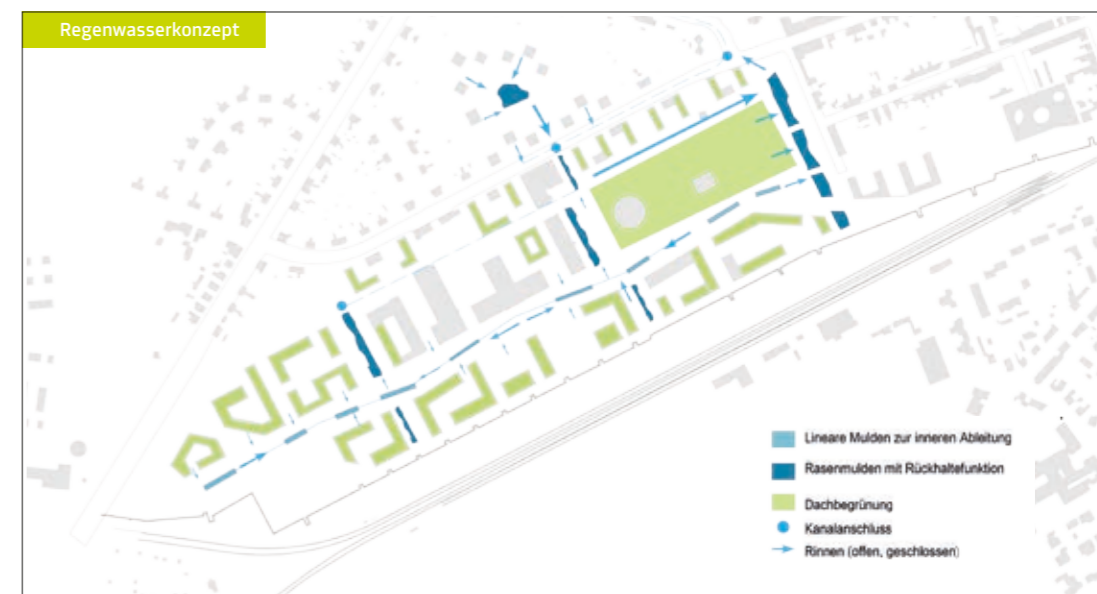 Regenwasserkonzept
Lineare Mulden zur inneren Ableitung
Rasenmulden mit Rückhaltefunktion
Dachbegrünung
Kanalanschluss
Rinnen (offen, geschlossen)